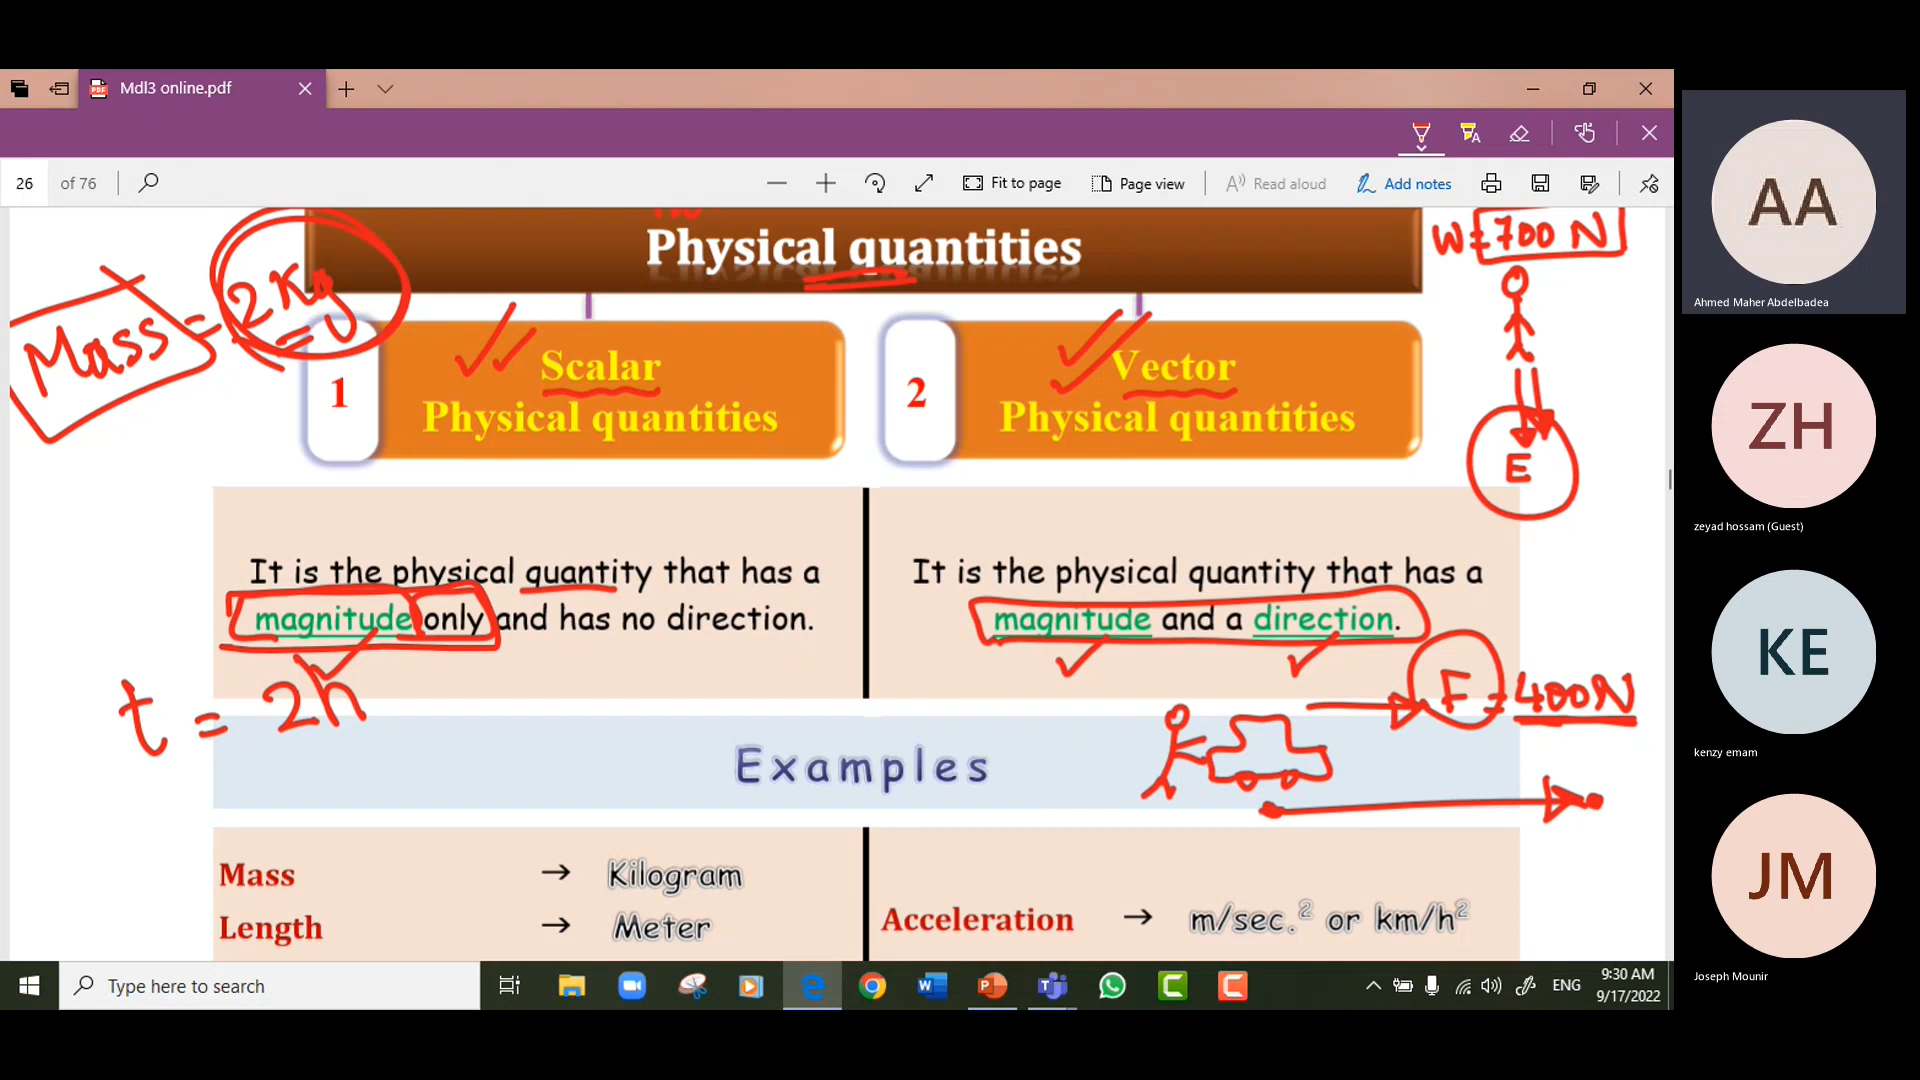 Mdl3 online.pdf
26 of 76
Fit to page
Page view
Read aloud
Add notes
Physical quantities
W = 700 N
Mass = 2 Kg
1
Scalar
Physical quantities
2
Vector
Physical quantities
E
It is the physical quantity that has a
magnitude only and has no direction.
It is the physical quantity that has a
magnitude and a direction.
t = 2h
F = 400N
Examples
Mass → Kilogram
Length → Meter
Acceleration → m/sec.² or km/h²
Type here to search
ENG
9:30 AM
9/17/2022
AA
Ahmed Maher Abdelbadea
ZH
zeyad hossam (Guest)
KE
kenzy emam
JM
Joseph Mounir